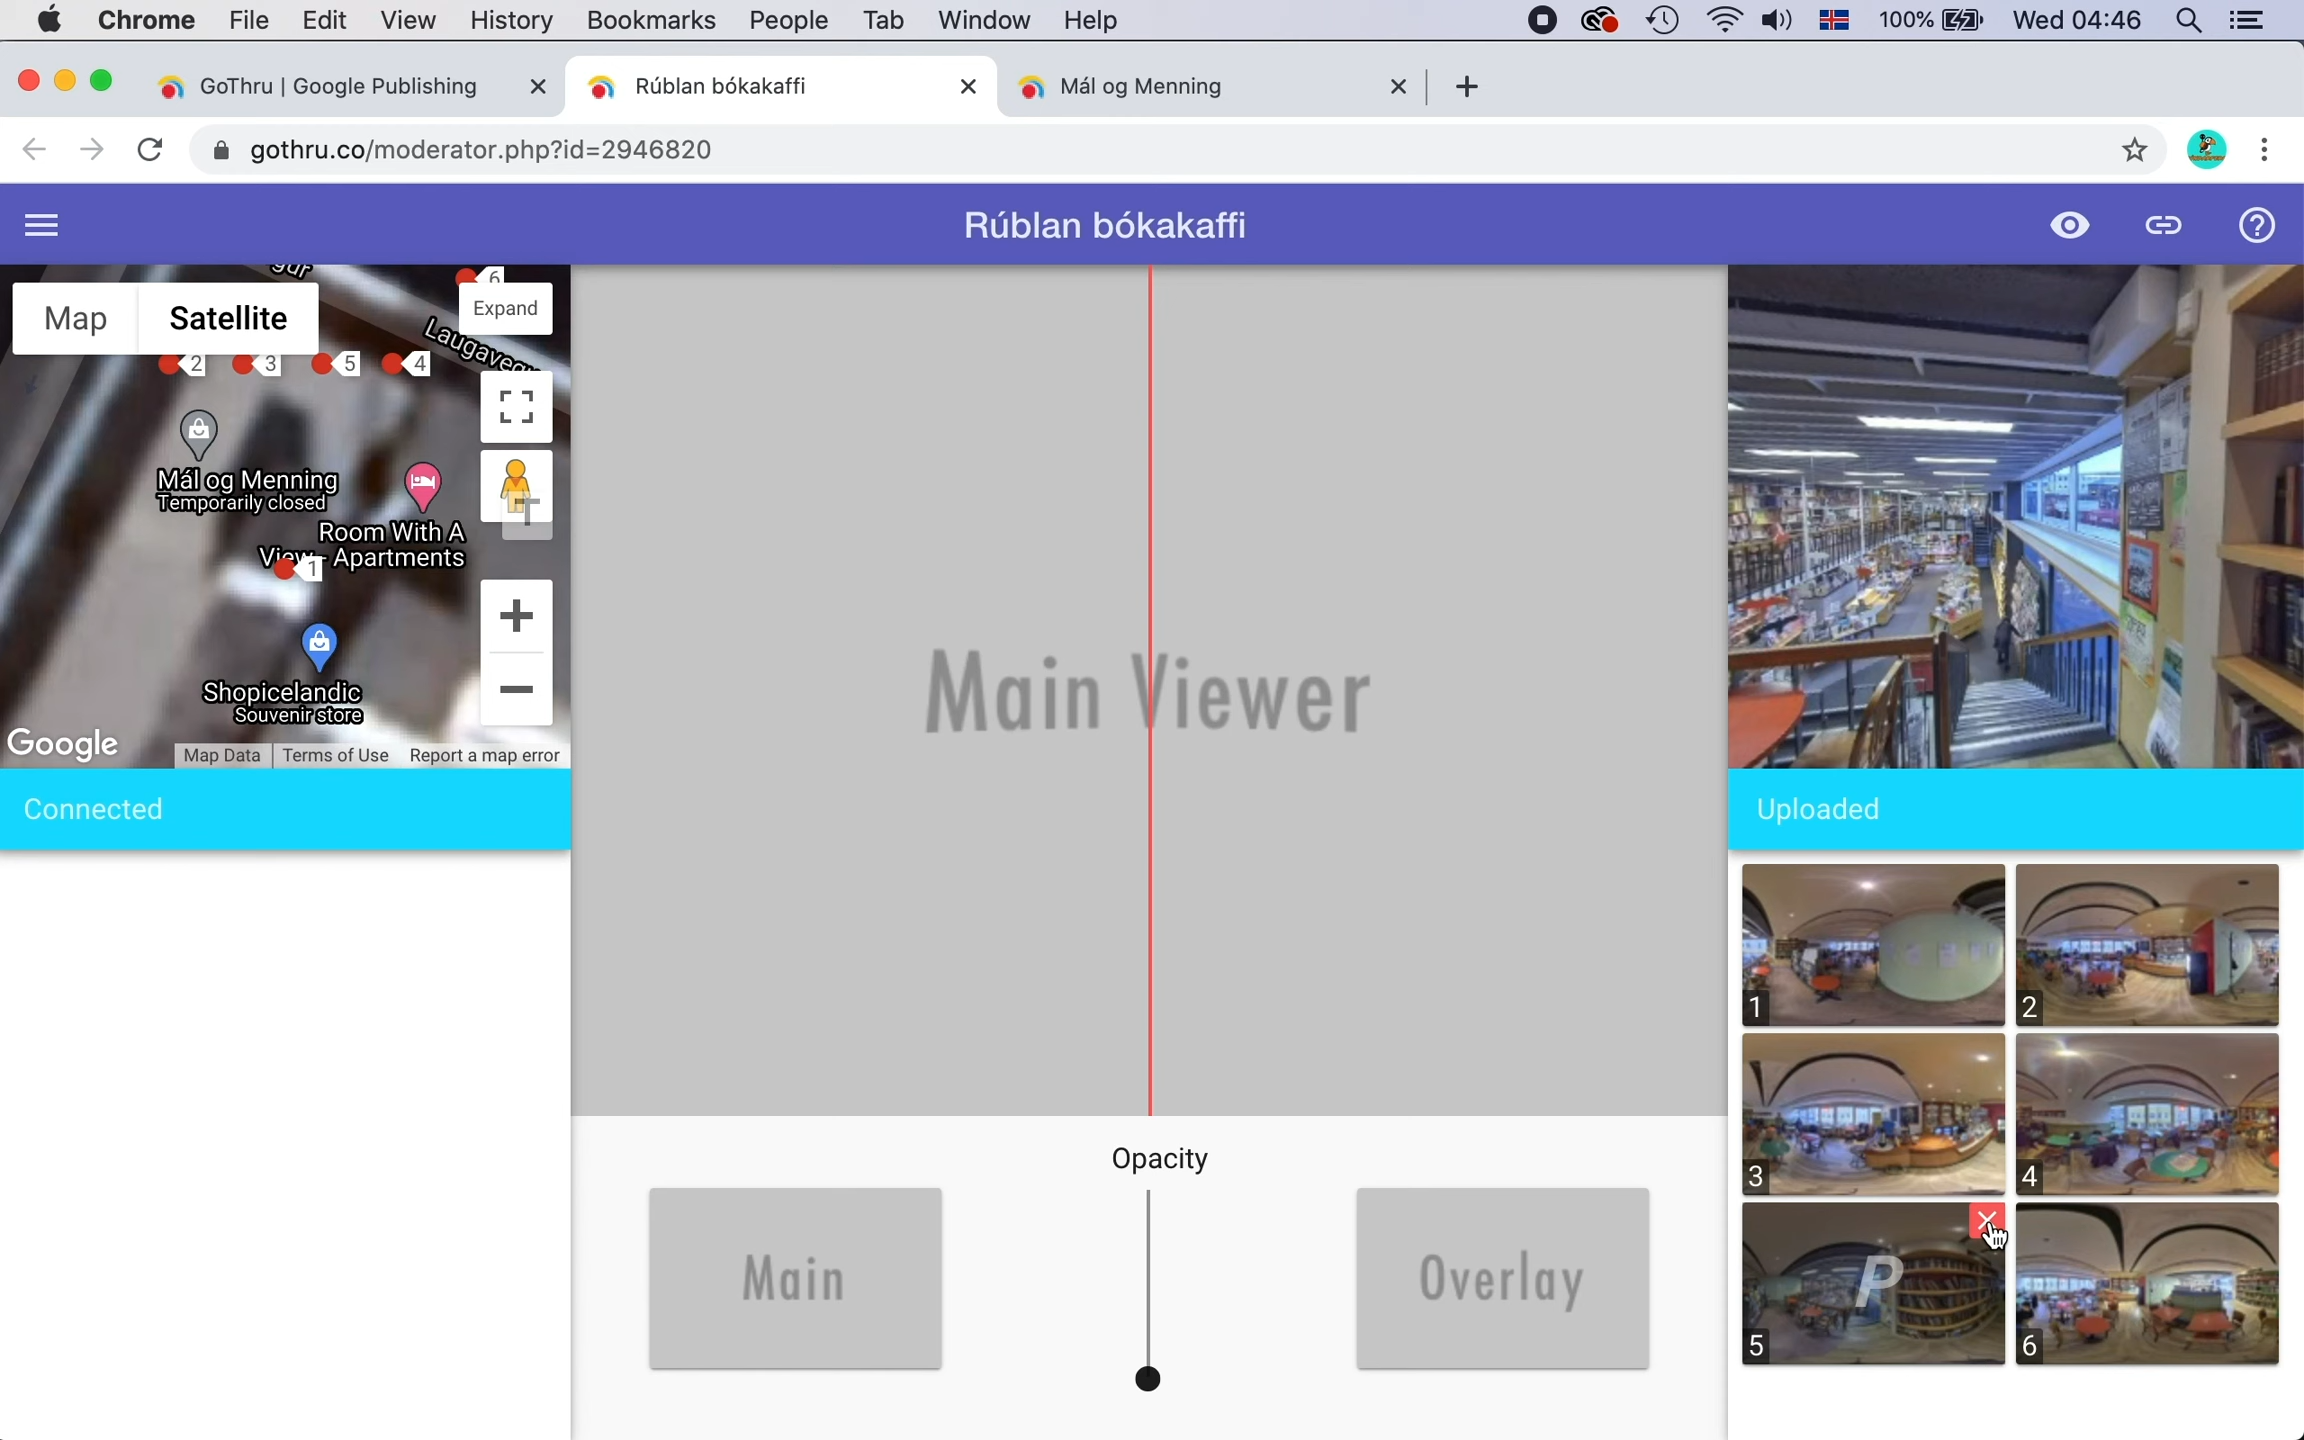 Chrome File Edit View History Bookmarks People Tab Window Help 100% Wed 04:46
GoThru | Google Publishing Rúblan bókakaffi Mál og Menning
gothru.co/moderator.php?id=2946820
Rúblan bókakaffi
6
Map Satellite Expand
Laugavegur
2 3 5 4
Mál og Menning
Temporarily closed
Room With A
View - Apartments
1
Shopicelandic
Souvenir store
Google
Map Data Terms of Use Report a map error
Connected
Main Viewer
Opacity
Main
Overlay
Uploaded
1 2
3 4
P
5 6